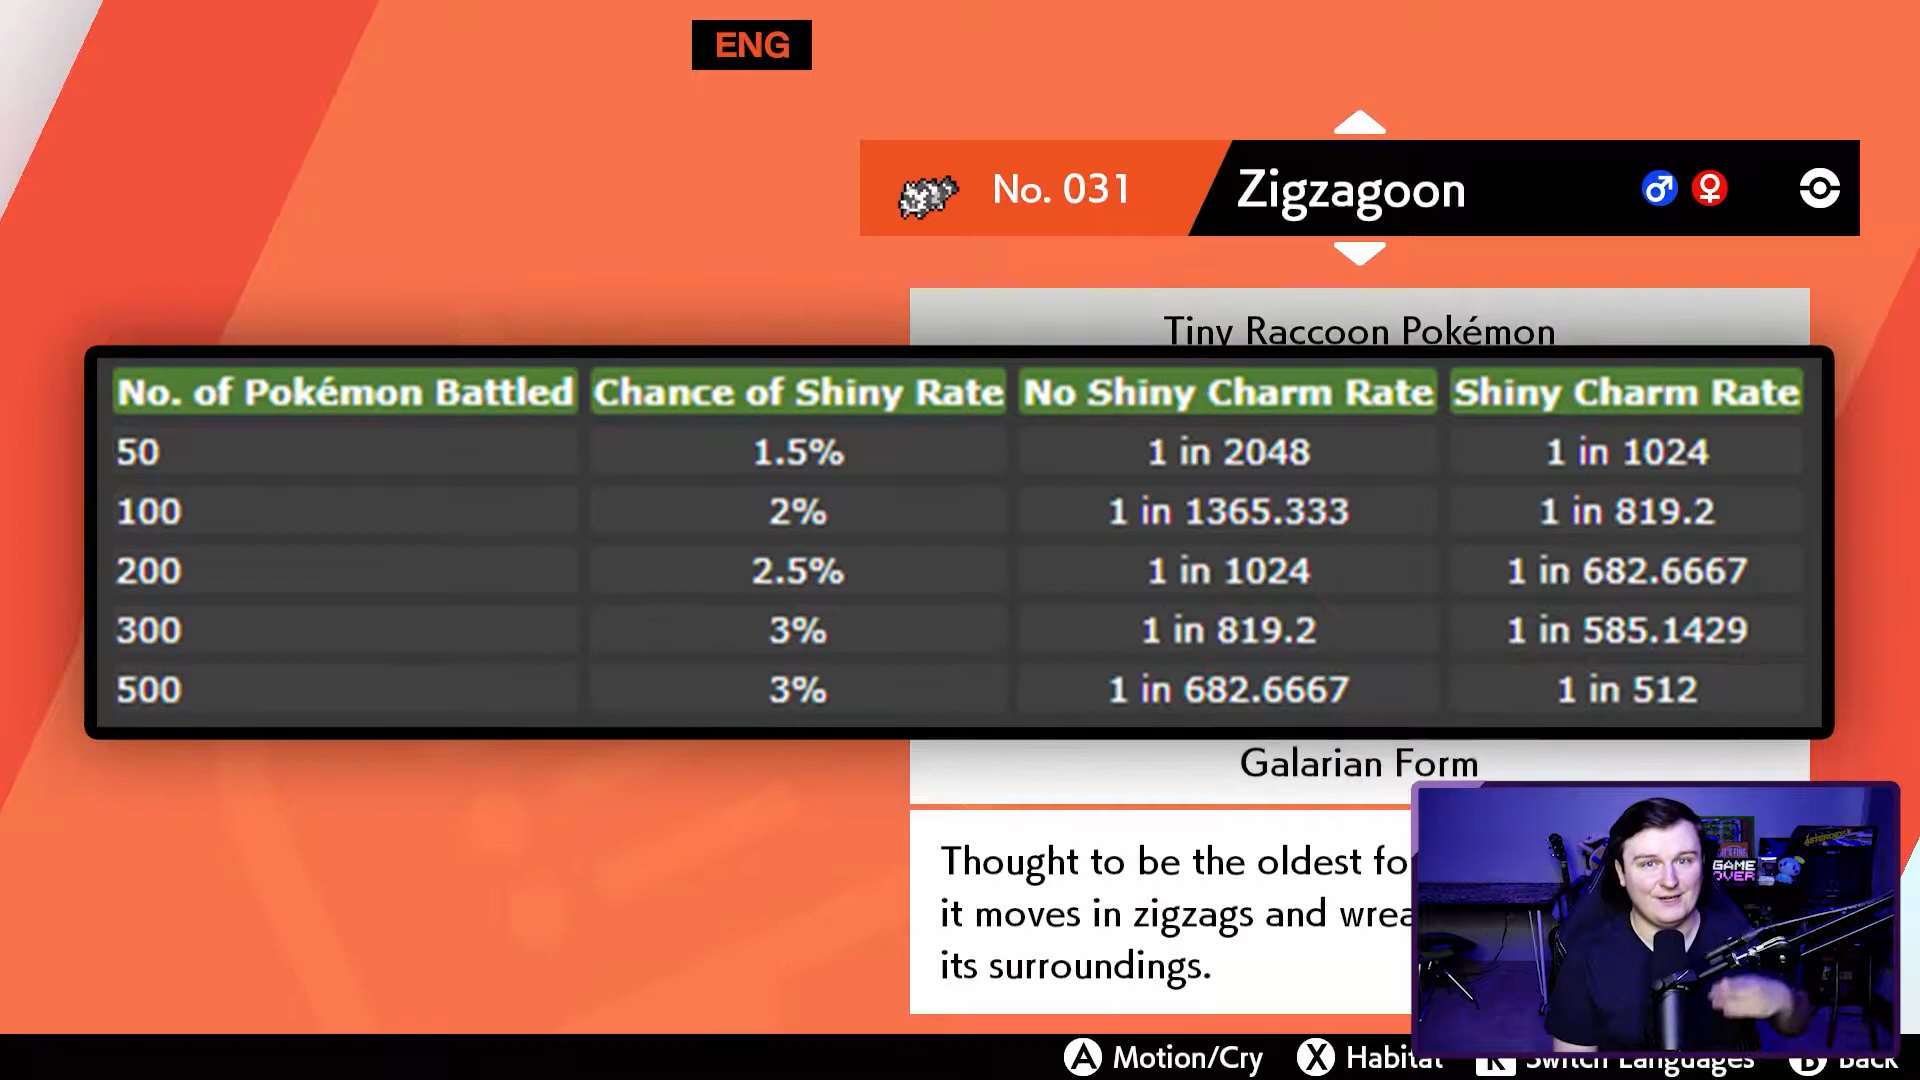 ENG
No. 031 Zigzagoon
Tiny Raccoon Pokémon
No. of Pokémon Battled Chance of Shiny Rate No Shiny Charm Rate Shiny Charm Rate
50 1.5% 1 in 2048 1 in 1024
100 2% 1 in 1365.333 1 in 819.2
200 2.5% 1 in 1024 1 in 682.6667
300 3% 1 in 819.2 1 in 585.1429
500 3% 1 in 682.6667 1 in 512
Galarian Form
Thought to be the oldest fo
it moves in zigzags and wrea
its surroundings.
ASTEROIDS
GAME
OVER
A Motion/Cry X Habitat R Switch Languages B Back